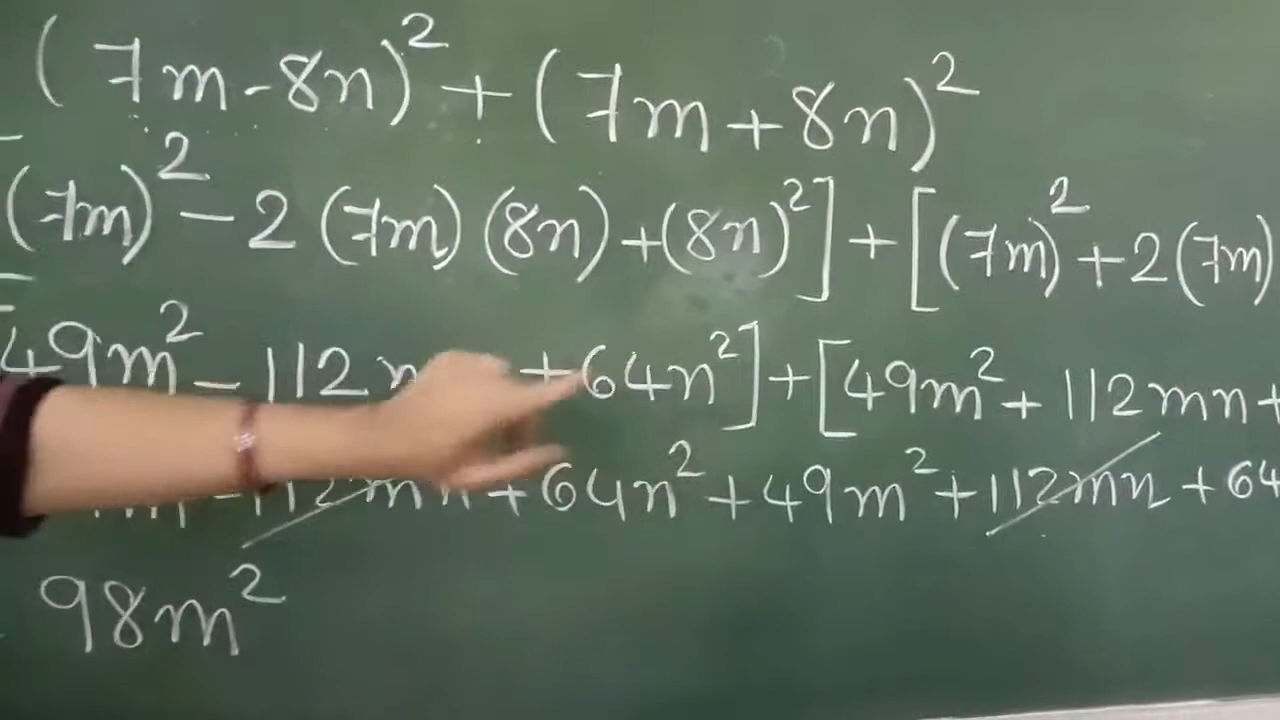 (7m-8n)² + (7m+8n)²
(7m)² - 2(7m)(8n)+(8n)²] + [(7m)²+2(7m)
49m² - 112 +64n²] + [49m² + 112mn+
- 112mn +64n² +49m² +112mn +64
98m²